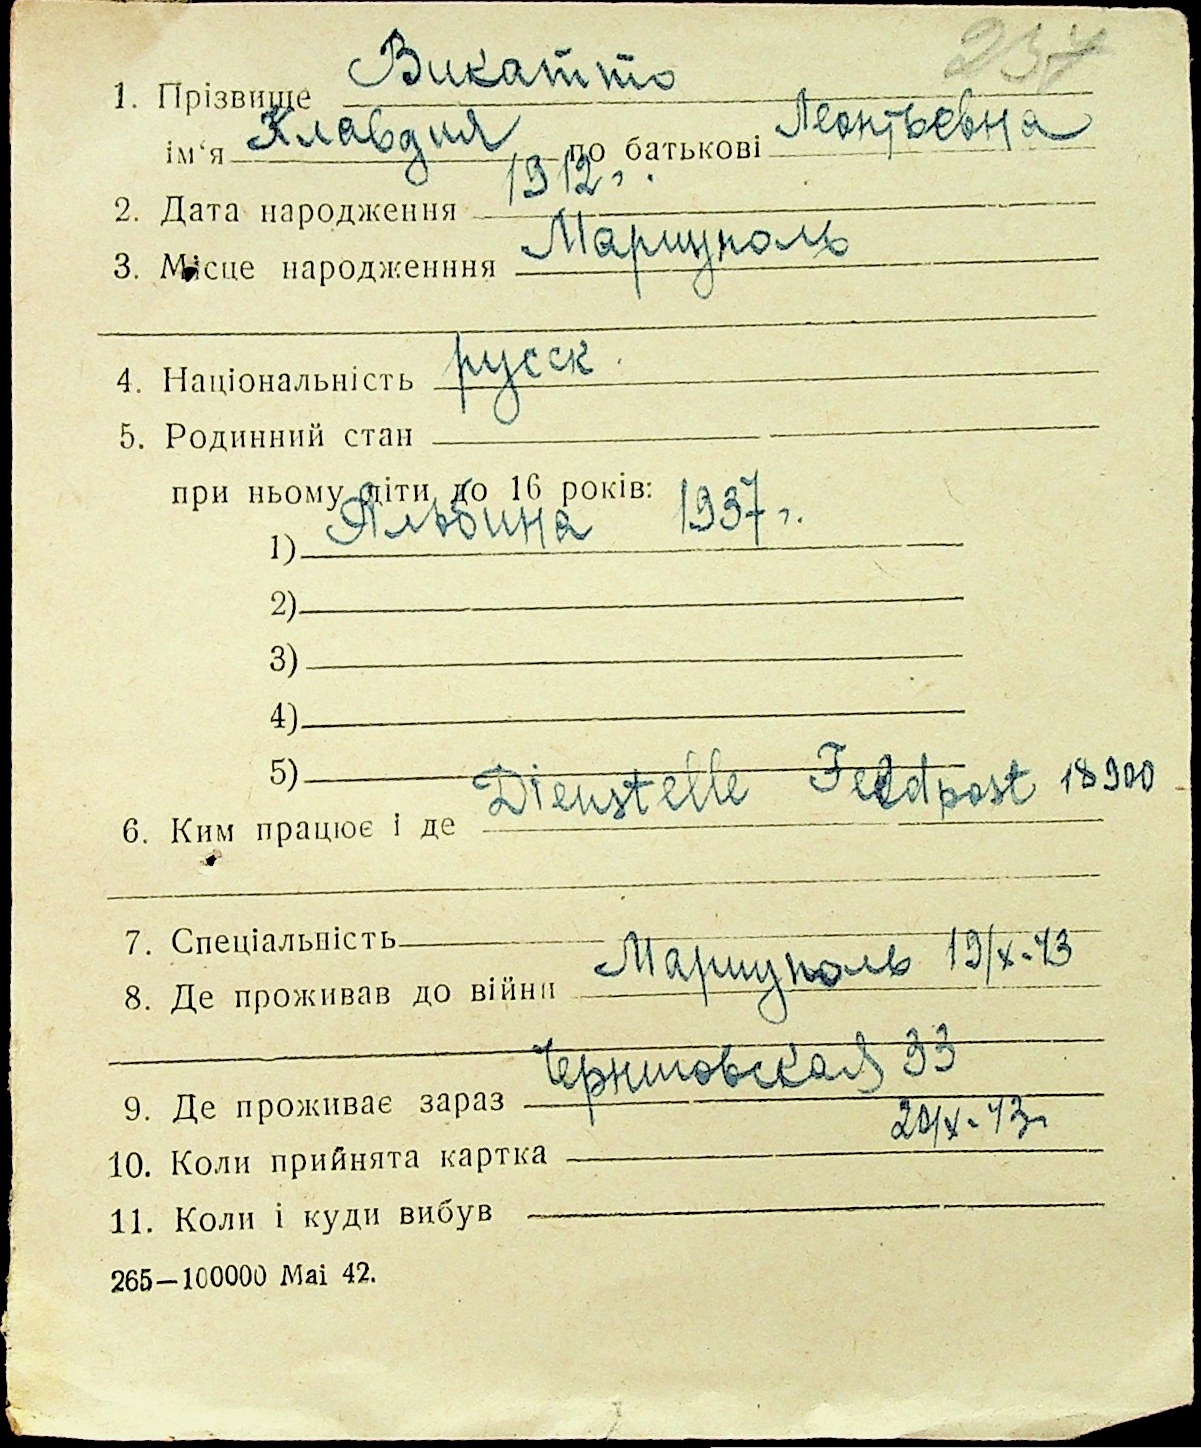 237
1. Прізвище Викатто
ім‘я Клавдия по батькові Леонтьевна
2. Дата народження 1912 г.
3. Місце народженння Мариуполь
4. Національність русск.
5. Родинний стан
при ньому діти до 16 років:
1) Альбина 1937 г.
2)
3)
4)
5)
6. Ким працює і де Dienstelle Feldpost 18900
7. Спеціальність
8. Де проживав до війни Мариуполь 19/X-43
9. Де проживає зараз 33
10. Коли прийнята картка 20/X-43 г.
11. Коли і куди вибув
265—100000 Mai 42.